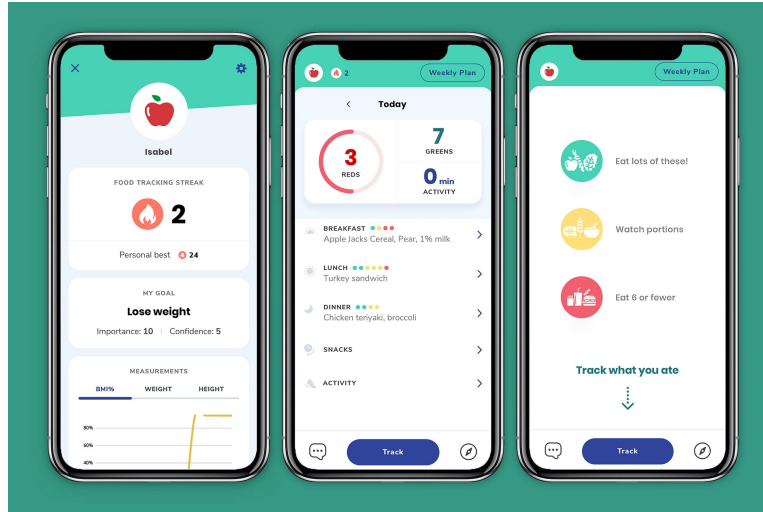 Isabel
FOOD TRACKING STREAK
2
Personal best 24
MY GOAL
Lose weight
Importance: 10 | Confidence: 5
MEASUREMENTS
BMI% WEIGHT HEIGHT
80%
60%
40%
2 Weekly Plan
< Today
3
REDS
7
GREENS
0 min
ACTIVITY
BREAKFAST
Apple Jacks Cereal, Pear, 1% milk
LUNCH
Turkey sandwich
DINNER
Chicken teriyaki, broccoli
SNACKS
ACTIVITY
Track
Weekly Plan
Eat lots of these!
Watch portions
Eat 6 or fewer
Track what you ate
Track